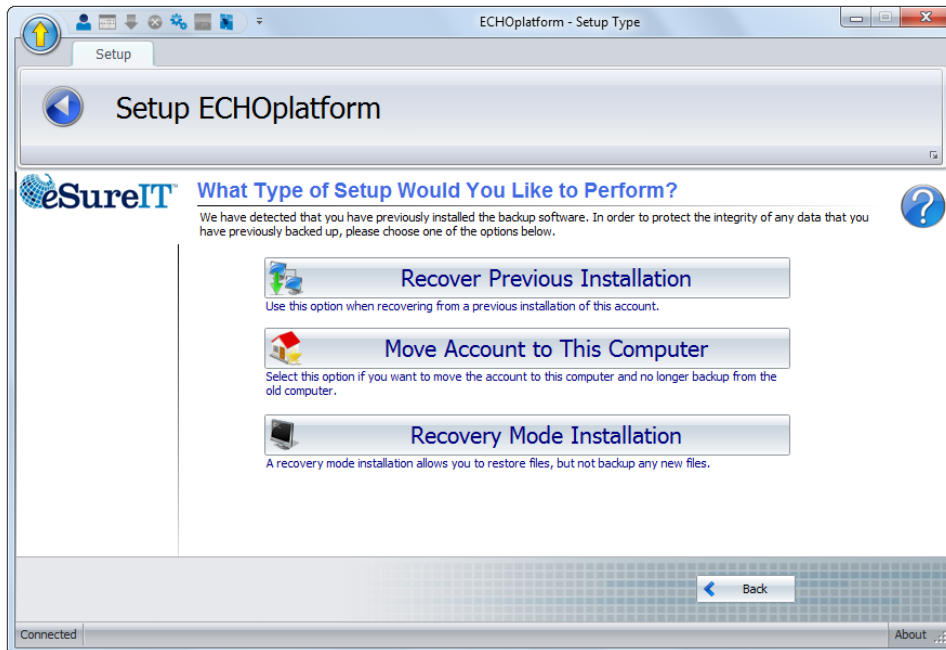 ECHOplatform - Setup Type
Setup
Setup ECHOplatform
eSureIT™
What Type of Setup Would You Like to Perform?
We have detected that you have previously installed the backup software. In order to protect the integrity of any data that you
have previously backed up, please choose one of the options below.
Recover Previous Installation
Use this option when recovering from a previous installation of this account.
Move Account to This Computer
Select this option if you want to move the account to this computer and no longer backup from the
old computer.
Recovery Mode Installation
A recovery mode installation allows you to restore files, but not backup any new files.
Back
Connected
About